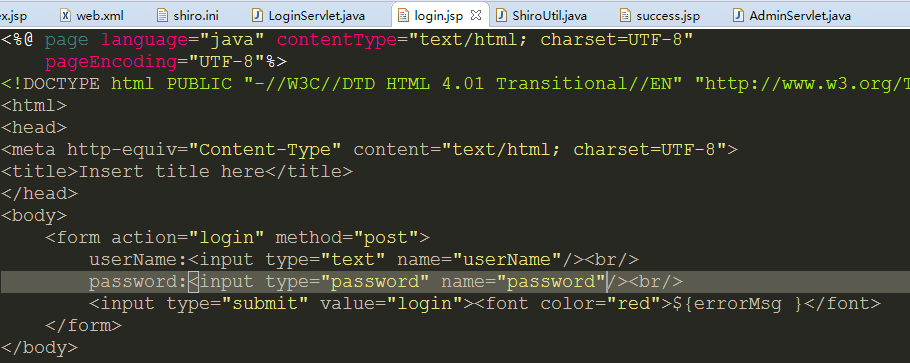 ex.jsp web.xml shiro.ini LoginServlet.java login.jsp ShiroUtil.java success.jsp AdminServlet.java
<%@ page language="java" contentType="text/html; charset=UTF-8"
    pageEncoding="UTF-8"%>
<!DOCTYPE html PUBLIC "-//W3C//DTD HTML 4.01 Transitional//EN" "http://www.w3.org/T
<html>
<head>
<meta http-equiv="Content-Type" content="text/html; charset=UTF-8">
<title>Insert title here</title>
</head>
<body>
    <form action="login" method="post">
        userName:<input type="text" name="userName"/><br/>
        password:<input type="password" name="password"/><br/>
        <input type="submit" value="login"><font color="red">${errorMsg }</font>
    </form>
</body>